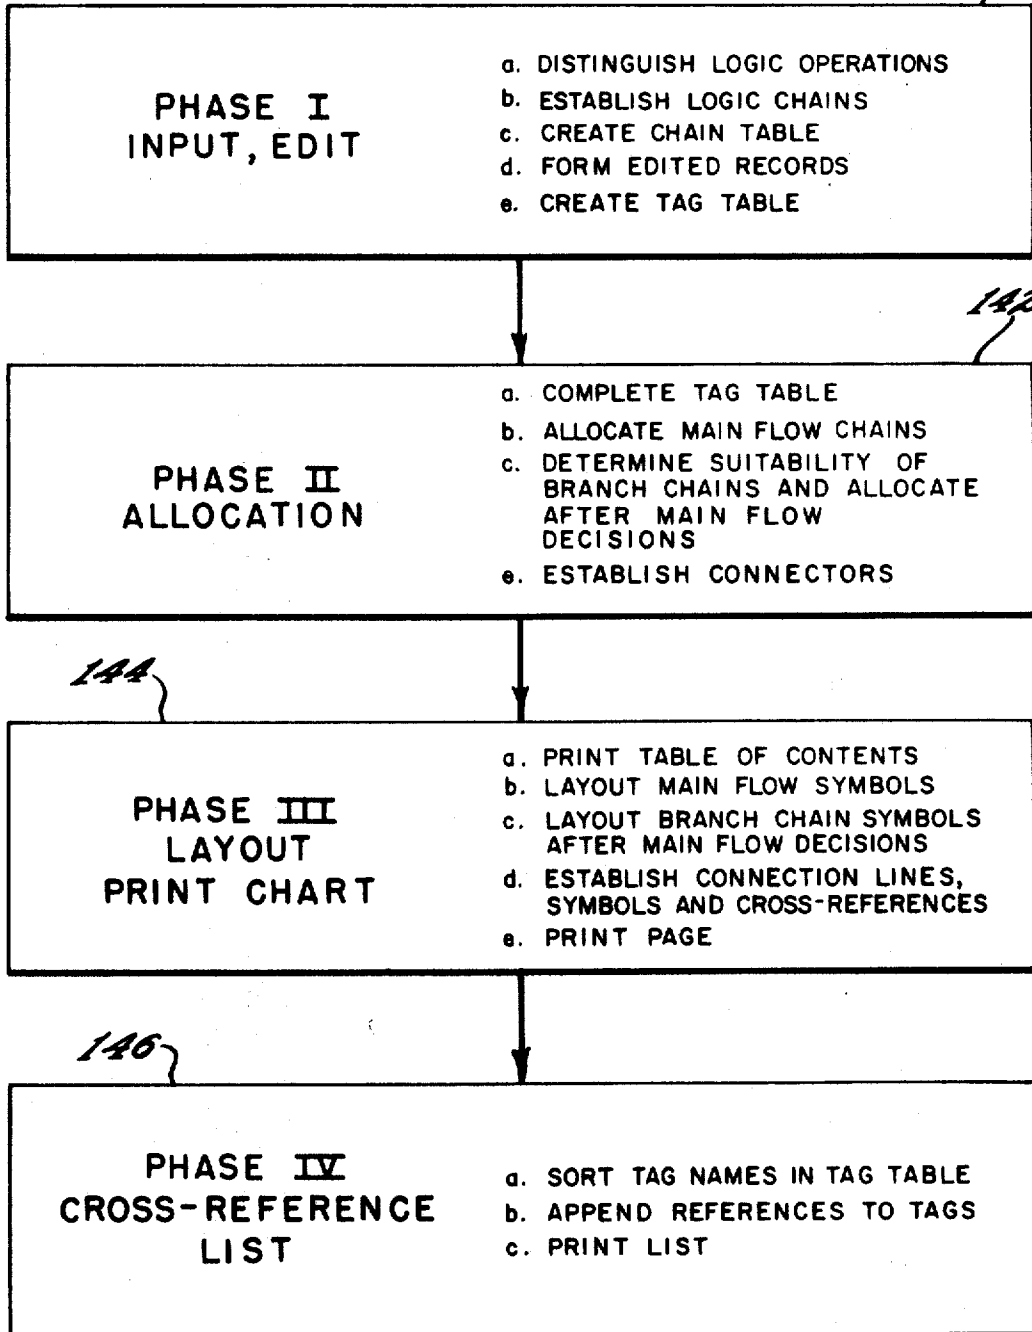 PHASE I
INPUT, EDIT
a. DISTINGUISH LOGIC OPERATIONS
b. ESTABLISH LOGIC CHAINS
c. CREATE CHAIN TABLE
d. FORM EDITED RECORDS
e. CREATE TAG TABLE
142
PHASE II
ALLOCATION
a. COMPLETE TAG TABLE
b. ALLOCATE MAIN FLOW CHAINS
c. DETERMINE SUITABILITY OF
BRANCH CHAINS AND ALLOCATE
AFTER MAIN FLOW
DECISIONS
e. ESTABLISH CONNECTORS
144
PHASE III
LAYOUT
PRINT CHART
a. PRINT TABLE OF CONTENTS
b. LAYOUT MAIN FLOW SYMBOLS
c. LAYOUT BRANCH CHAIN SYMBOLS
AFTER MAIN FLOW DECISIONS
d. ESTABLISH CONNECTION LINES,
SYMBOLS AND CROSS-REFERENCES
e. PRINT PAGE
146
PHASE IV
CROSS-REFERENCE
LIST
a. SORT TAG NAMES IN TAG TABLE
b. APPEND REFERENCES TO TAGS
c. PRINT LIST